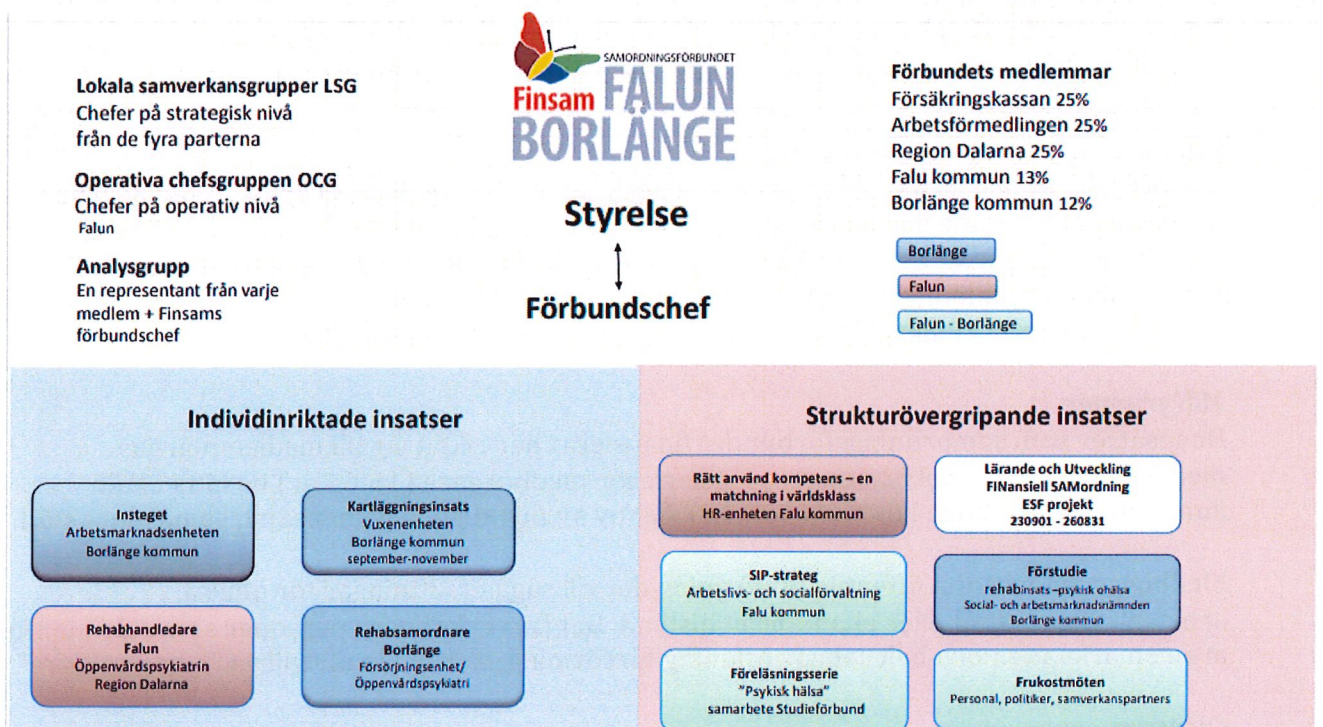 Lokala samverkansgrupper LSG
Chefer på strategisk nivå
från de fyra parterna
Operativa chefsgruppen OCG
Chefer på operativ nivå
Falun
Analysgrupp
En representant från varje
medlem + Finsams
förbundschef
SAMORDNINGSFÖRBUNDET
Finsam FALUN
BORLÄNGE
Styrelse
Förbundschef
Förbundets medlemmar
Försäkringskassan 25%
Arbetsförmedlingen 25%
Region Dalarna 25%
Falu kommun 13%
Borlänge kommun 12%
Borlänge
Falun
Falun - Borlänge
Individinriktade insatser
Insteget
Arbetsmarknadsenheten
Borlänge kommun
Kartläggningsinsats
Vuxenenheten
Borlänge kommun
september-november
Rehabhandledare
Falun
Öppenvårdspsykiatrin
Region Dalarna
Rehabsamordnare
Borlänge
Försörjningsenhet/
Öppenvårdspsykiatri
Strukturövergripande insatser
Rätt använd kompetens – en
matchning i världsklass
HR-enheten Falu kommun
Lärande och Utveckling
FINansiell SAMordning
ESF projekt
230901 - 260831
SIP-strateg
Arbetslivs- och socialförvaltning
Falu kommun
Förstudie
rehabinsats –psykisk ohälsa
Social- och arbetsmarknadsnämnden
Borlänge kommun
Föreläsningsserie
"Psykisk hälsa"
samarbete Studieförbund
Frukostmöten
Personal, politiker, samverkanspartners